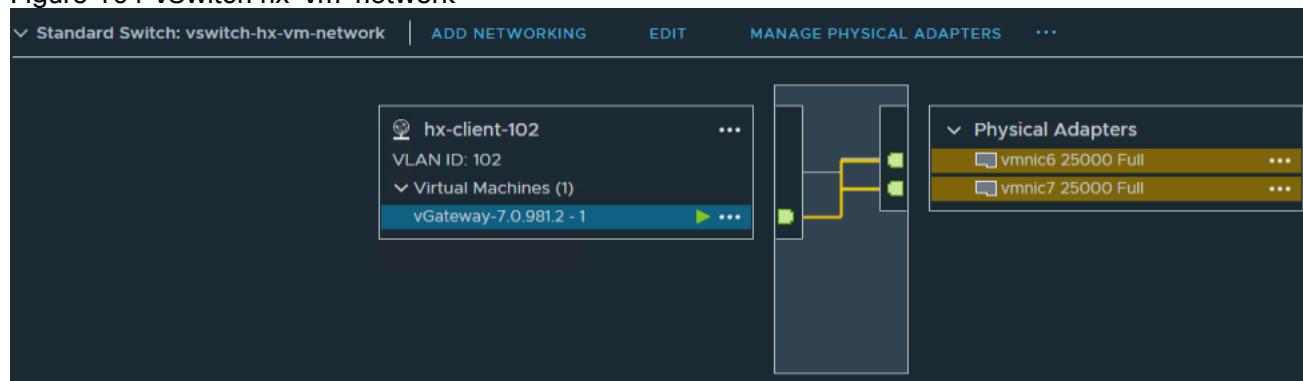 Standard Switch: vswitch-hx-vm-network ADD NETWORKING EDIT MANAGE PHYSICAL ADAPTERS ...
hx-client-102 ...
VLAN ID: 102
Virtual Machines (1)
vGateway-7.0.981.2 - 1 ...
Physical Adapters
vmnic6 25000 Full ...
vmnic7 25000 Full ...